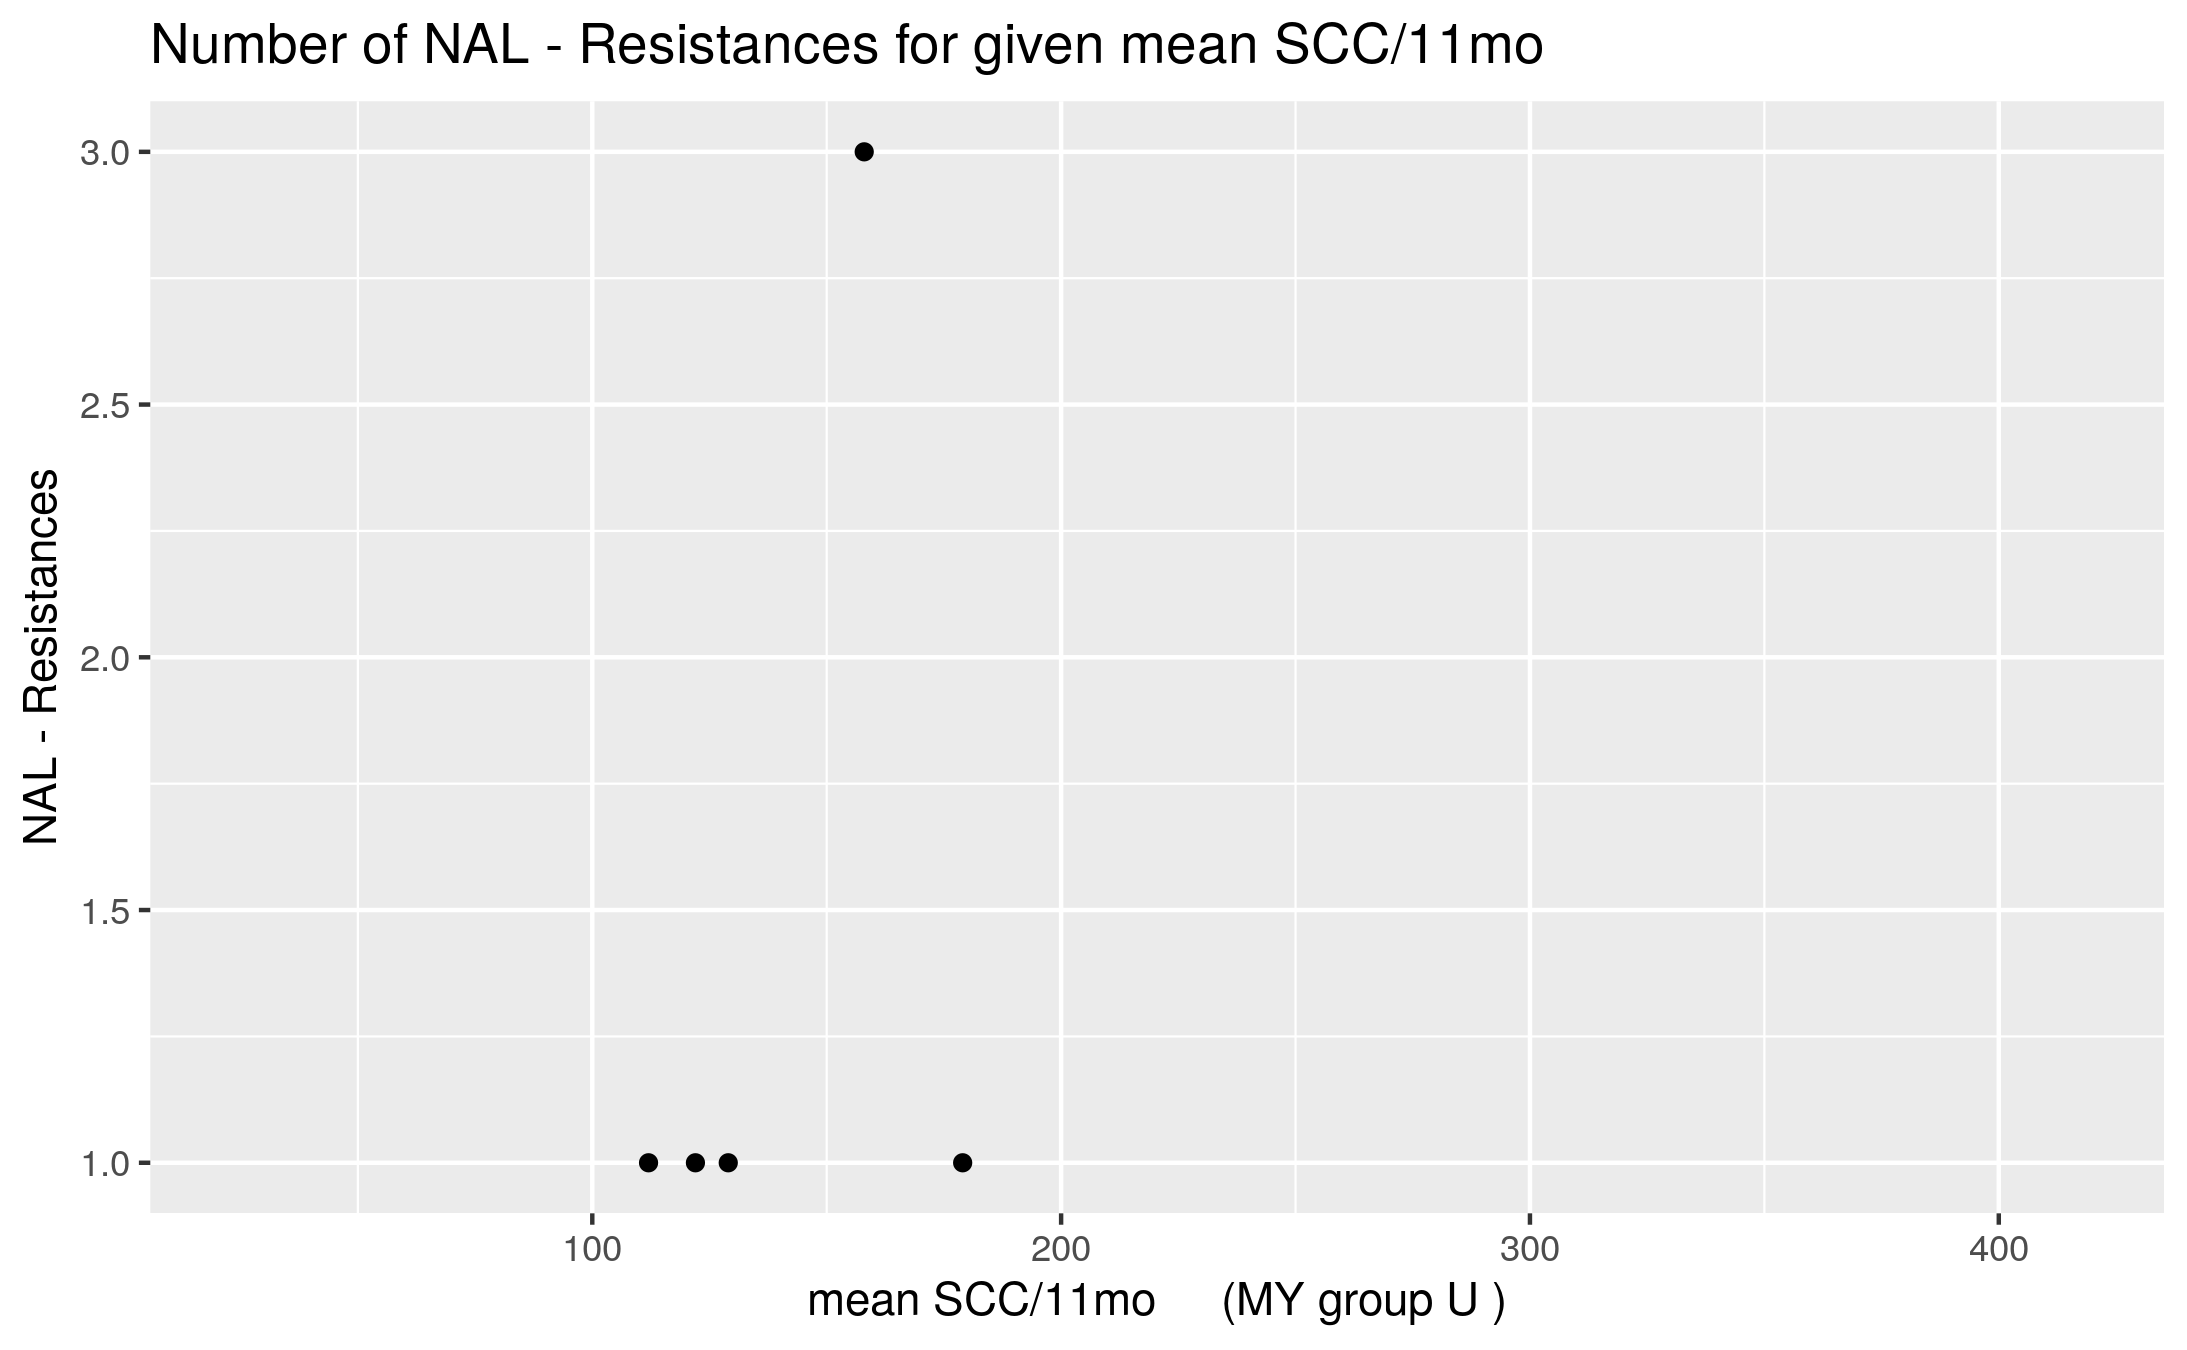 Number of NAL - Resistances for given mean SCC/11mo
NAL - Resistances
3.0
2.5
2.0
1.5
1.0
100 200 300 400
mean SCC/11mo (MY group U )